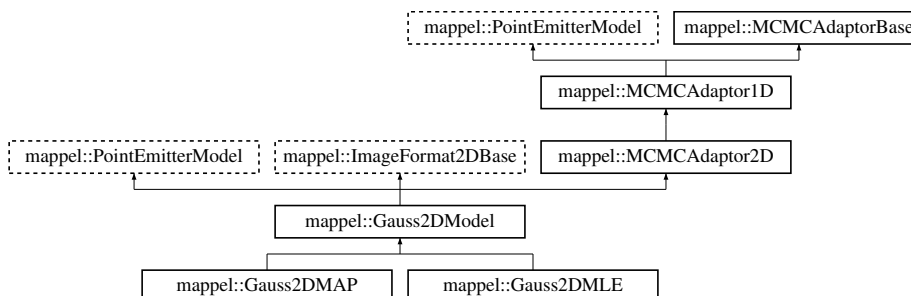 mappel::PointEmitterModel mappel::MCMCAdaptorBase
mappel::MCMCAdaptor1D
mappel::PointEmitterModel mappel::ImageFormat2DBase mappel::MCMCAdaptor2D
mappel::Gauss2DModel
mappel::Gauss2DMAP mappel::Gauss2DMLE